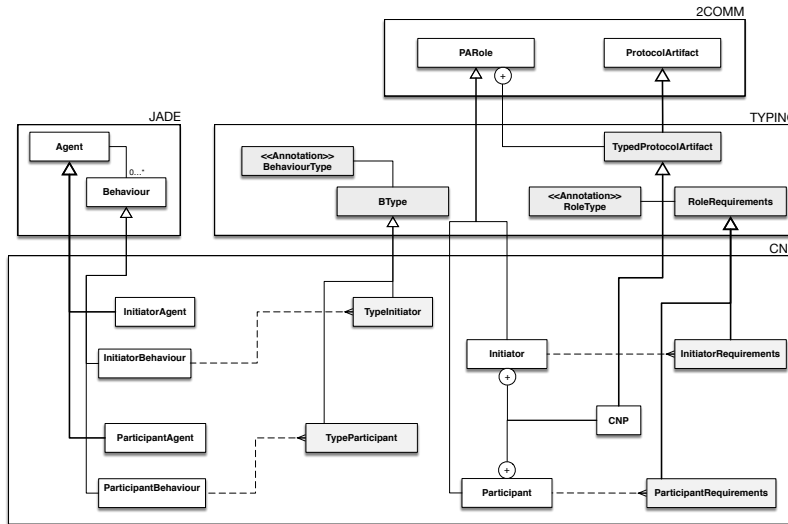 2COMM
PARole
ProtocolArtifact
+
JADE
TYPING
Agent
TypedProtocolArtifact
<<Annotation>>
BehaviourType
0...*
Behaviour
BType
<<Annotation>>
RoleType
RoleRequirements
CN
InitiatorAgent
TypeInitiator
InitiatorBehaviour
Initiator
InitiatorRequirements
+
CNP
ParticipantAgent
TypeParticipant
+
ParticipantBehaviour
Participant
ParticipantRequirements